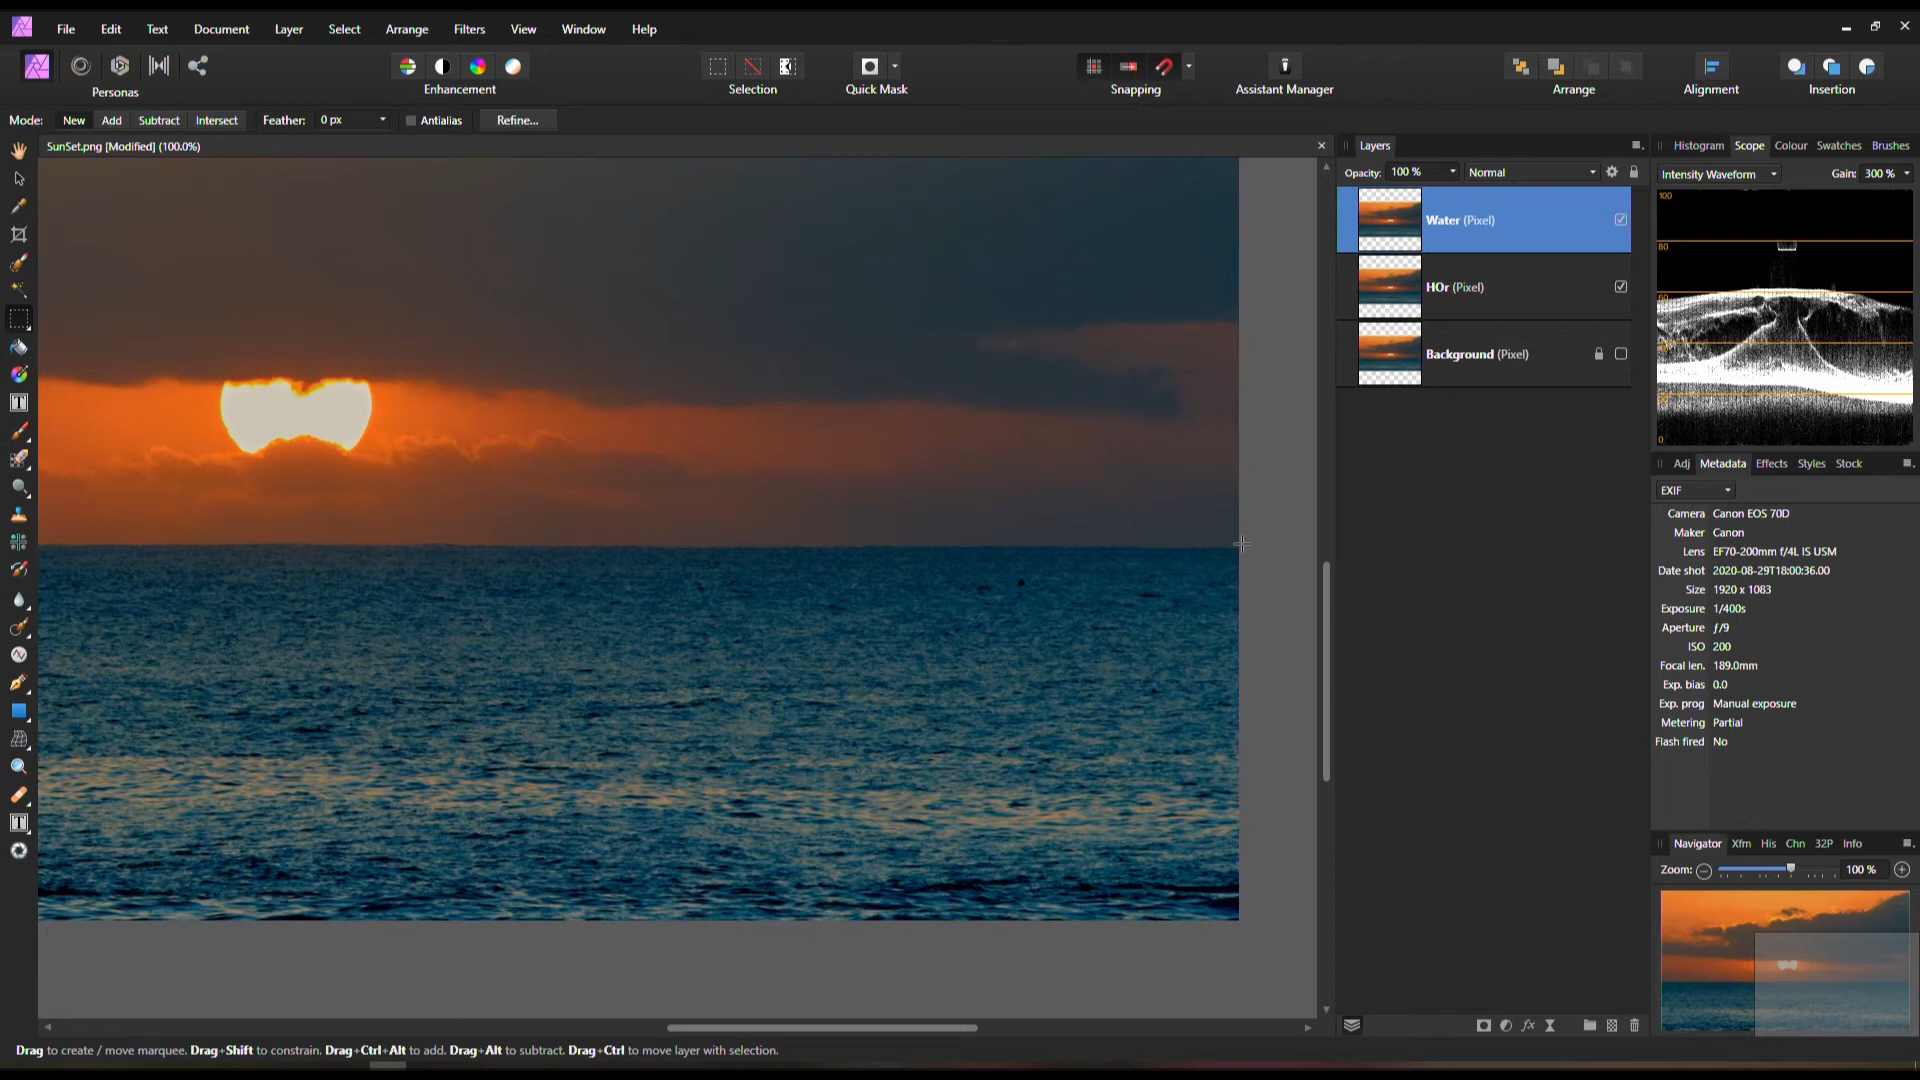 File Edit Text Document Layer Select Arrange Filters View Window Help
Personas Enhancement Selection Quick Mask Snapping Assistant Manager Arrange Alignment Insertion
Mode: New Add Subtract Intersect Feather: 0 px Antialias Refine...
SunSet.png [Modified] (100.0%)
Layers
Opacity: 100 % Normal
Water (Pixel)
HOr (Pixel)
Background (Pixel)
Histogram Scope Colour Swatches Brushes
Intensity Waveform Gain: 300 %
100
80
60
0
Adj Metadata Effects Styles Stock
EXIF
Camera Canon EOS 70D
Maker Canon
Lens EF70-200mm f/4L IS USM
Date shot 2020-08-29T18:00:36.00
Size 1920 x 1083
Exposure 1/400s
Aperture ƒ/9
ISO 200
Focal len. 189.0mm
Exp. bias 0.0
Exp. prog Manual exposure
Metering Partial
Flash fired No
Navigator Xfm His Chn 32P Info
Zoom: 100 %
Drag to create / move marquee. Drag+Shift to constrain. Drag+Ctrl+Alt to add. Drag+Alt to subtract. Drag+Ctrl to move layer with selection.